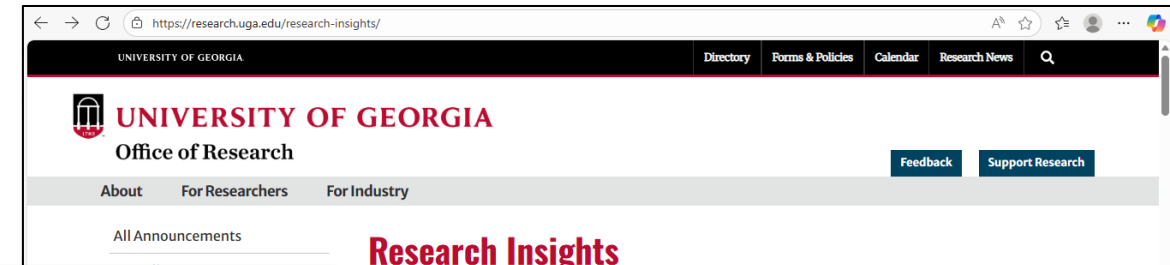 https://research.uga.edu/research-insights/
UNIVERSITY OF GEORGIA
Directory Forms & Policies Calendar Research News
1785
UNIVERSITY OF GEORGIA
Office of Research
Feedback Support Research
About For Researchers For Industry
All Announcements
Research Insights